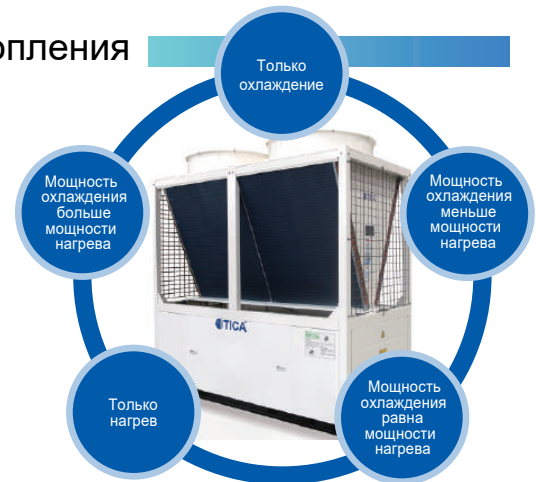 опления
Только
охлаждение
Мощность
охлаждения
больше
мощности
нагрева
Мощность
охлаждения
меньше
мощности
нагрева
TICA
TICA
Только
нагрев
Мощность
охлаждения
равна
мощности
нагрева